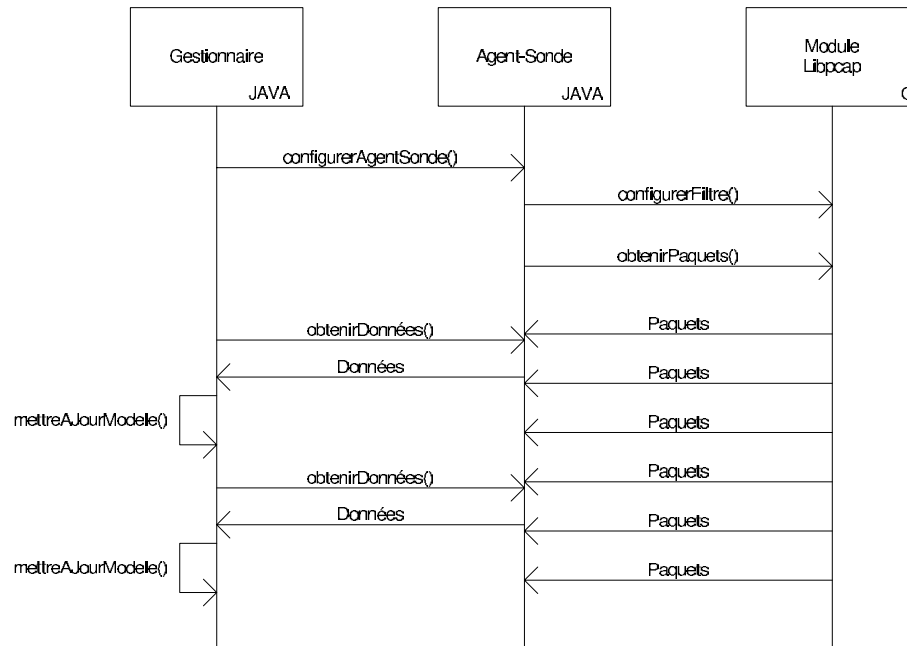 Gestionnaire
JAVA
Agent-Sonde
JAVA
Module
Libpcap
C
configurerAgentSonde()
configurerFiltre()
obtenirPaquets()
obtenirDonnées()
Paquets
Données
Paquets
mettreAJourModele()
Paquets
obtenirDonnées()
Paquets
Données
Paquets
mettreAJourModele()
Paquets